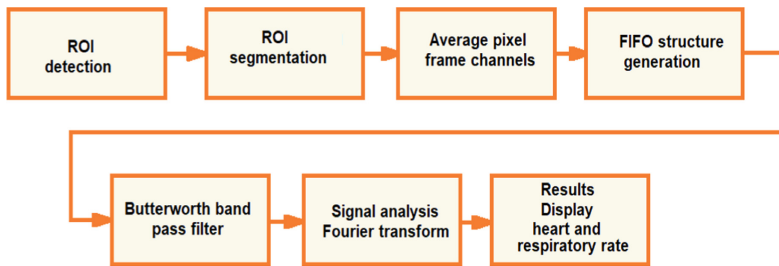 ROI
detection
ROI
segmentation
Average pixel
frame channels
FIFO structure
generation
Butterworth band
pass filter
Signal analysis
Fourier transform
Results
Display
heart and
respiratory rate